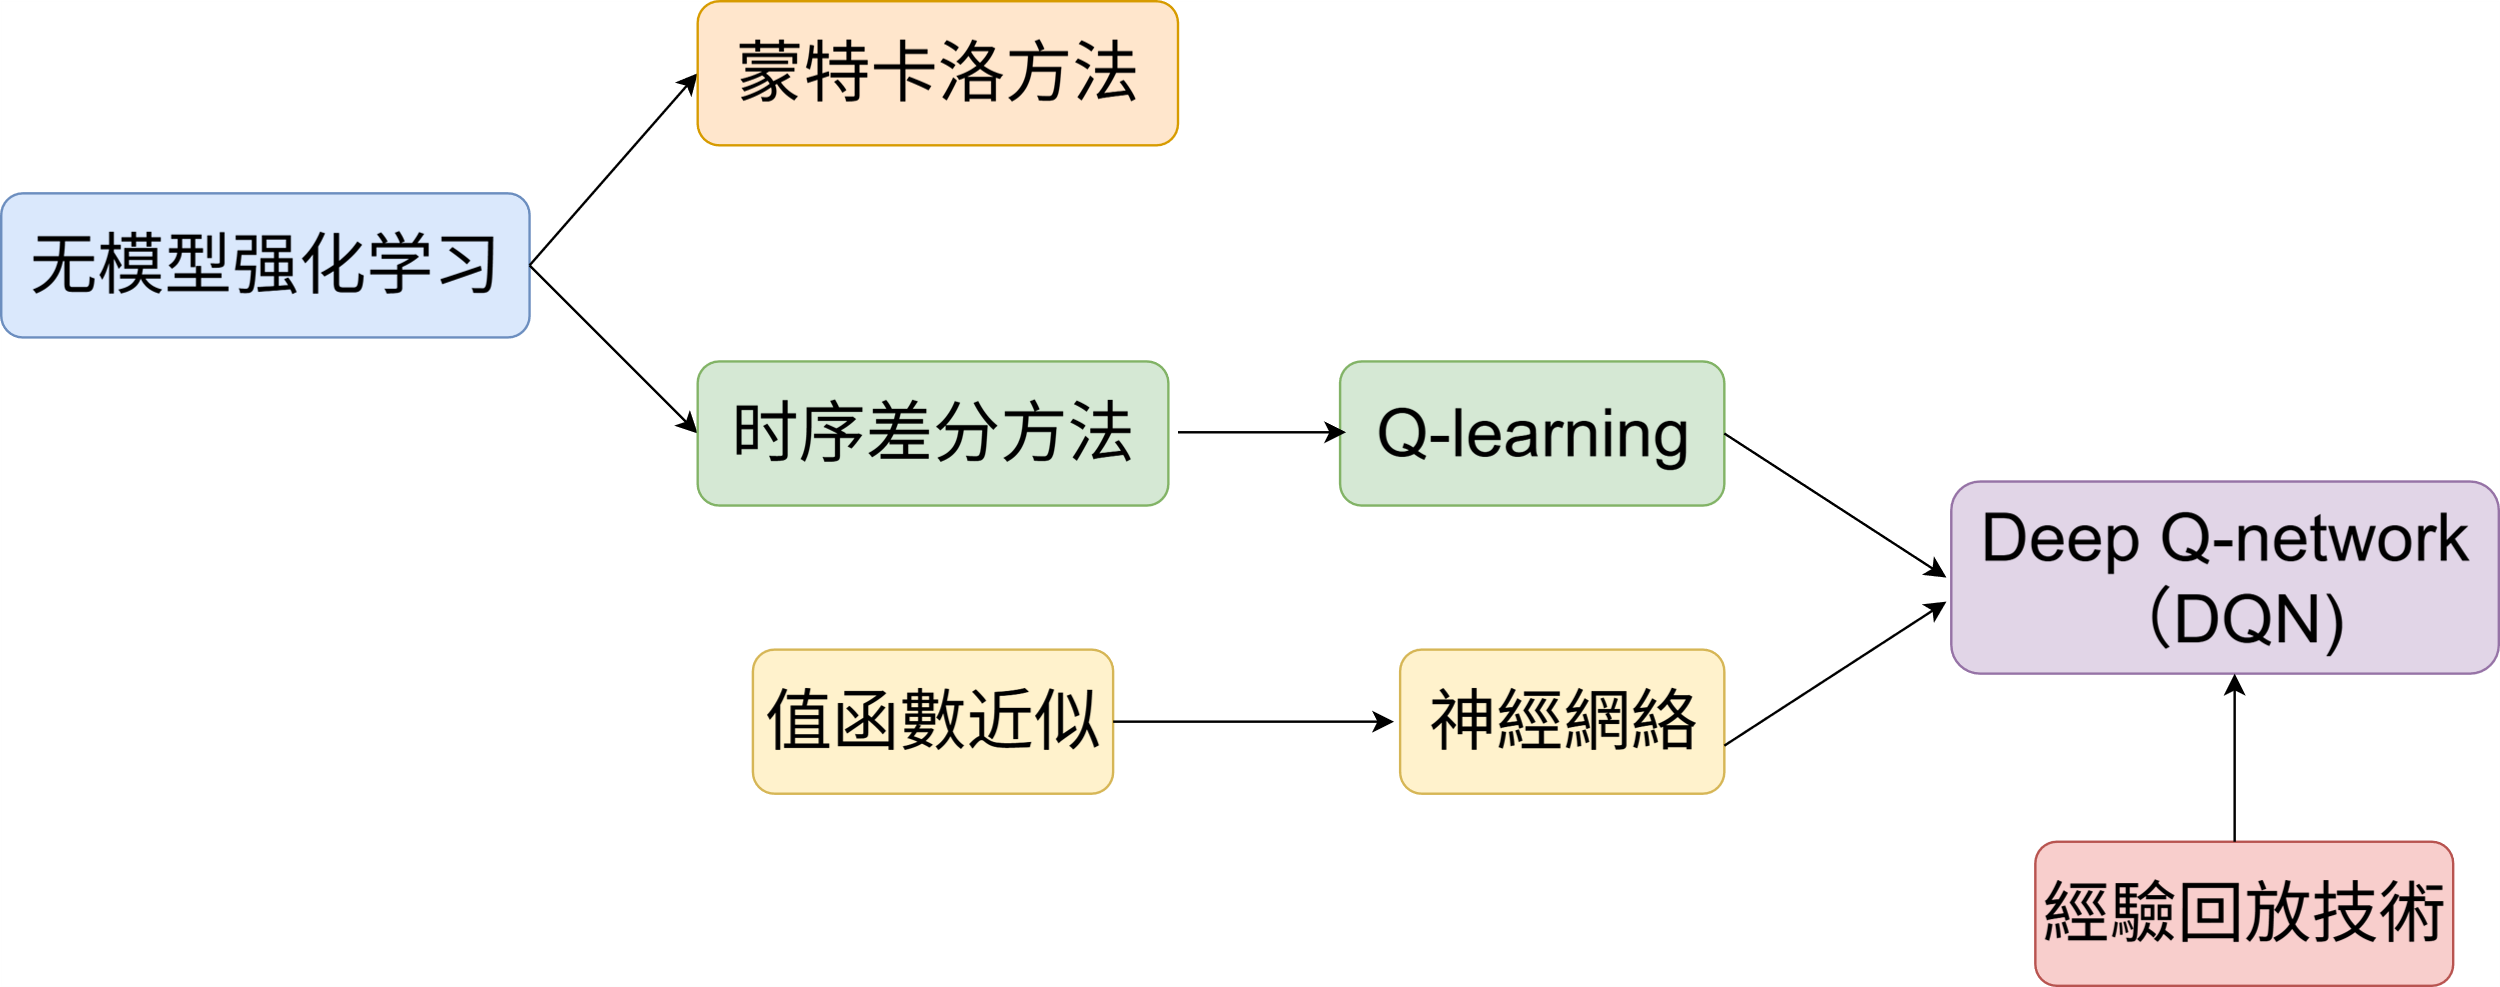 蒙特卡洛方法
无模型强化学习
时序差分方法
Q-learning
Deep Q-network
(DQN)
值函數近似
神經網絡
經驗回放技術